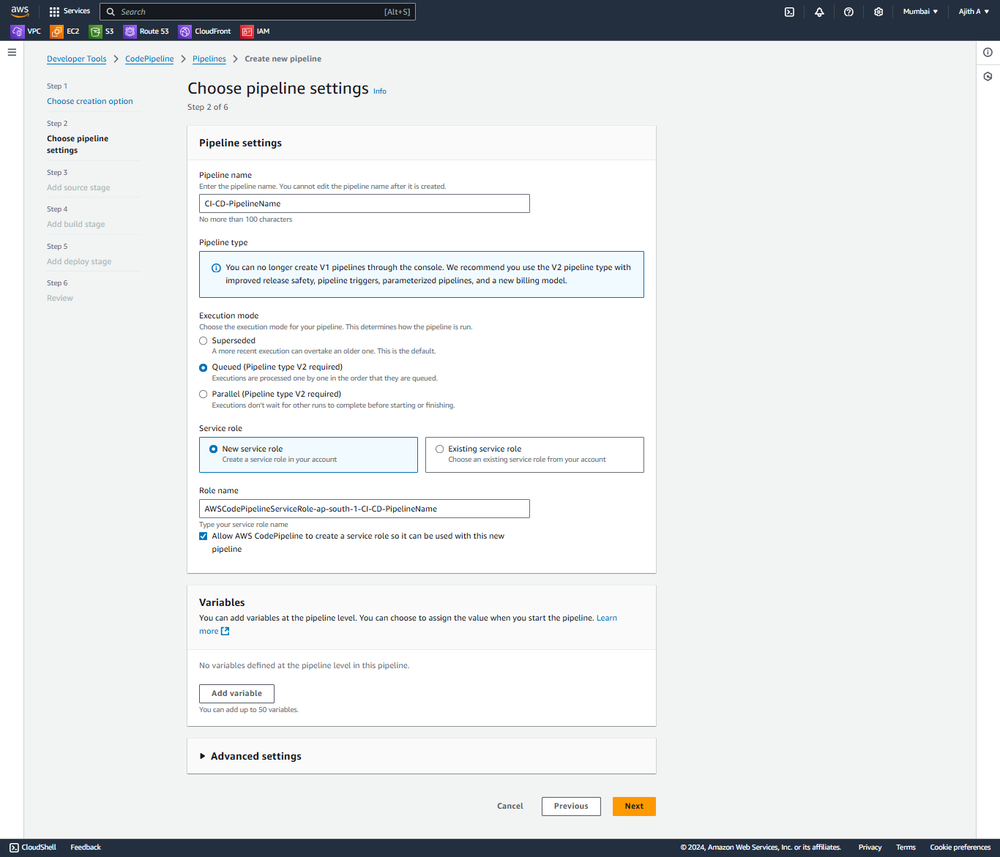 aws
Services
Search
[Alt+S]
Mumbai ▼
Ajith A ▼
VPC
EC2
S3
Route 53
CloudFront
IAM
Developer Tools > CodePipeline > Pipelines > Create new pipeline
Step 1
Choose creation option
Step 2
Choose pipeline
settings
Step 3
Add source stage
Step 4
Add build stage
Step 5
Add deploy stage
Step 6
Review
Choose pipeline settings Info
Step 2 of 6
Pipeline settings
Pipeline name
Enter the pipeline name. You cannot edit the pipeline name after it is created.
CI-CD-PipelineName
No more than 100 characters
Pipeline type
You can no longer create V1 pipelines through the console. We recommend you use the V2 pipeline type with
improved release safety, pipeline triggers, parameterized pipelines, and a new billing model.
Execution mode
Choose the execution mode for your pipeline. This determines how the pipeline is run.
Superseded
A more recent execution can overtake an older one. This is the default.
Queued (Pipeline type V2 required)
Executions are processed one by one in the order that they are queued.
Parallel (Pipeline type V2 required)
Executions don't wait for other runs to complete before starting or finishing.
Service role
New service role
Create a service role in your account
Existing service role
Choose an existing service role from your account
Role name
AWSCodePipelineServiceRole-ap-south-1-CI-CD-PipelineName
Type your service role name
Allow AWS CodePipeline to create a service role so it can be used with this new
pipeline
Variables
You can add variables at the pipeline level. You can choose to assign the value when you start the pipeline. Learn
more
No variables defined at the pipeline level in this pipeline.
Add variable
You can add up to 50 variables.
Advanced settings
Cancel
Previous
Next
CloudShell
Feedback
© 2024, Amazon Web Services, Inc. or its affiliates.
Privacy
Terms
Cookie preferences